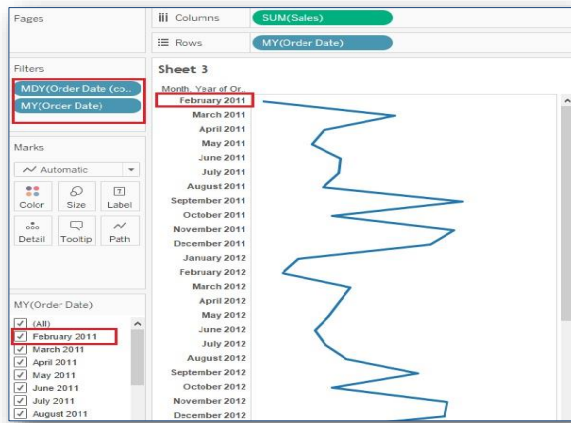 Pages
iii Columns
SUM(Sales)
Rows
MY(Order Date)
Filters
MDY(Order Date (co..
MY(Order Date)
Sheet 3
Month, Year of Or..
February 2011
March 2011
April 2011
May 2011
June 2011
July 2011
August 2011
September 2011
October 2011
November 2011
December 2011
January 2012
February 2012
March 2012
April 2012
May 2012
June 2012
July 2012
August 2012
September 2012
October 2012
November 2012
December 2012
Marks
Automatic
Color
Size
Label
Detail
Tooltip
Path
MY(Order Date)
(All)
February 2011
March 2011
April 2011
May 2011
June 2011
July 2011
August 2011